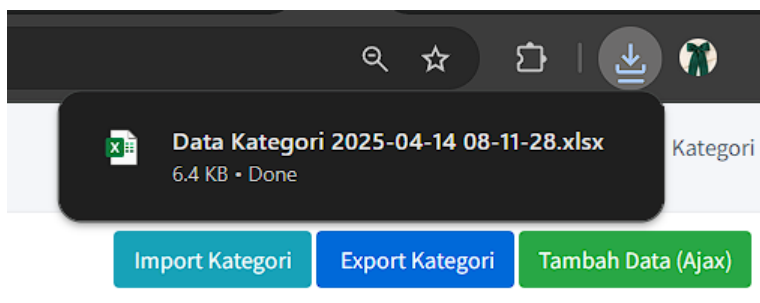 Data Kategori 2025-04-14 08-11-28.xlsx
6.4 KB • Done
Kategori
Import Kategori
Export Kategori
Tambah Data (Ajax)